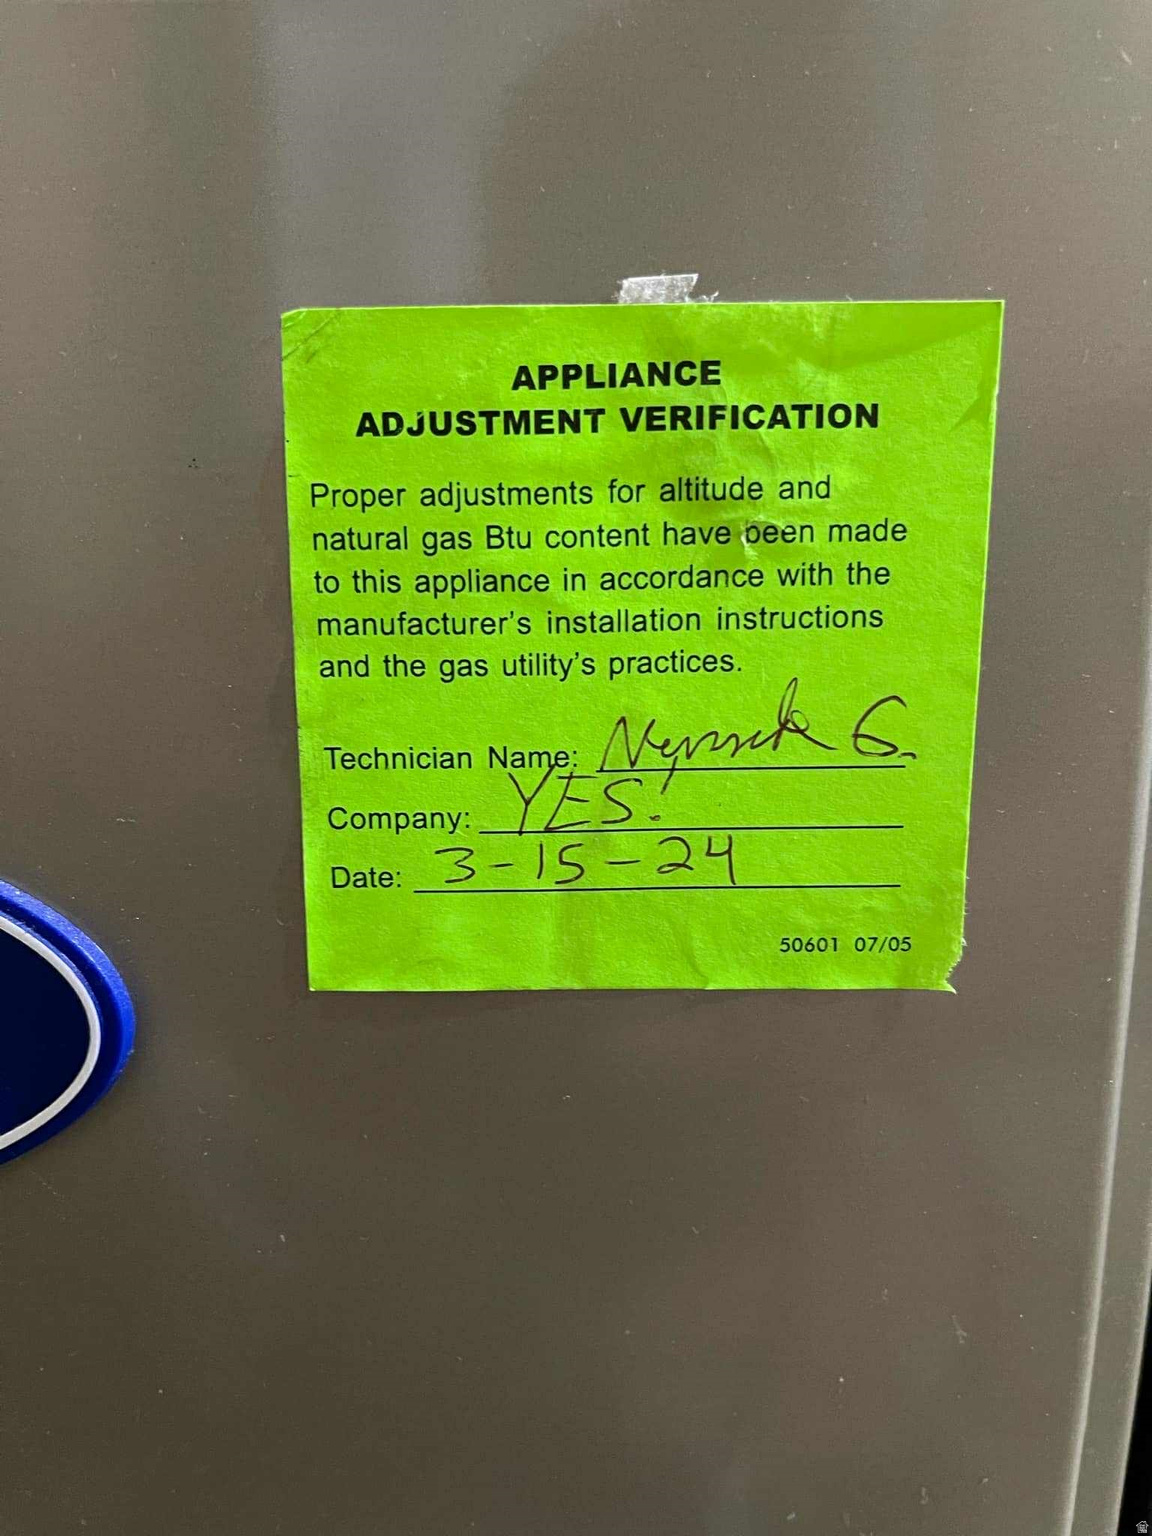 APPLIANCE
ADJUSTMENT VERIFICATION
Proper adjustments for altitude and
natural gas Btu content have been made
to this appliance in accordance with the
manufacturer's installation instructions
and the gas utility's practices.
Technician Name: G.
Company: YES!
Date: 3-15-24
50601 07/05